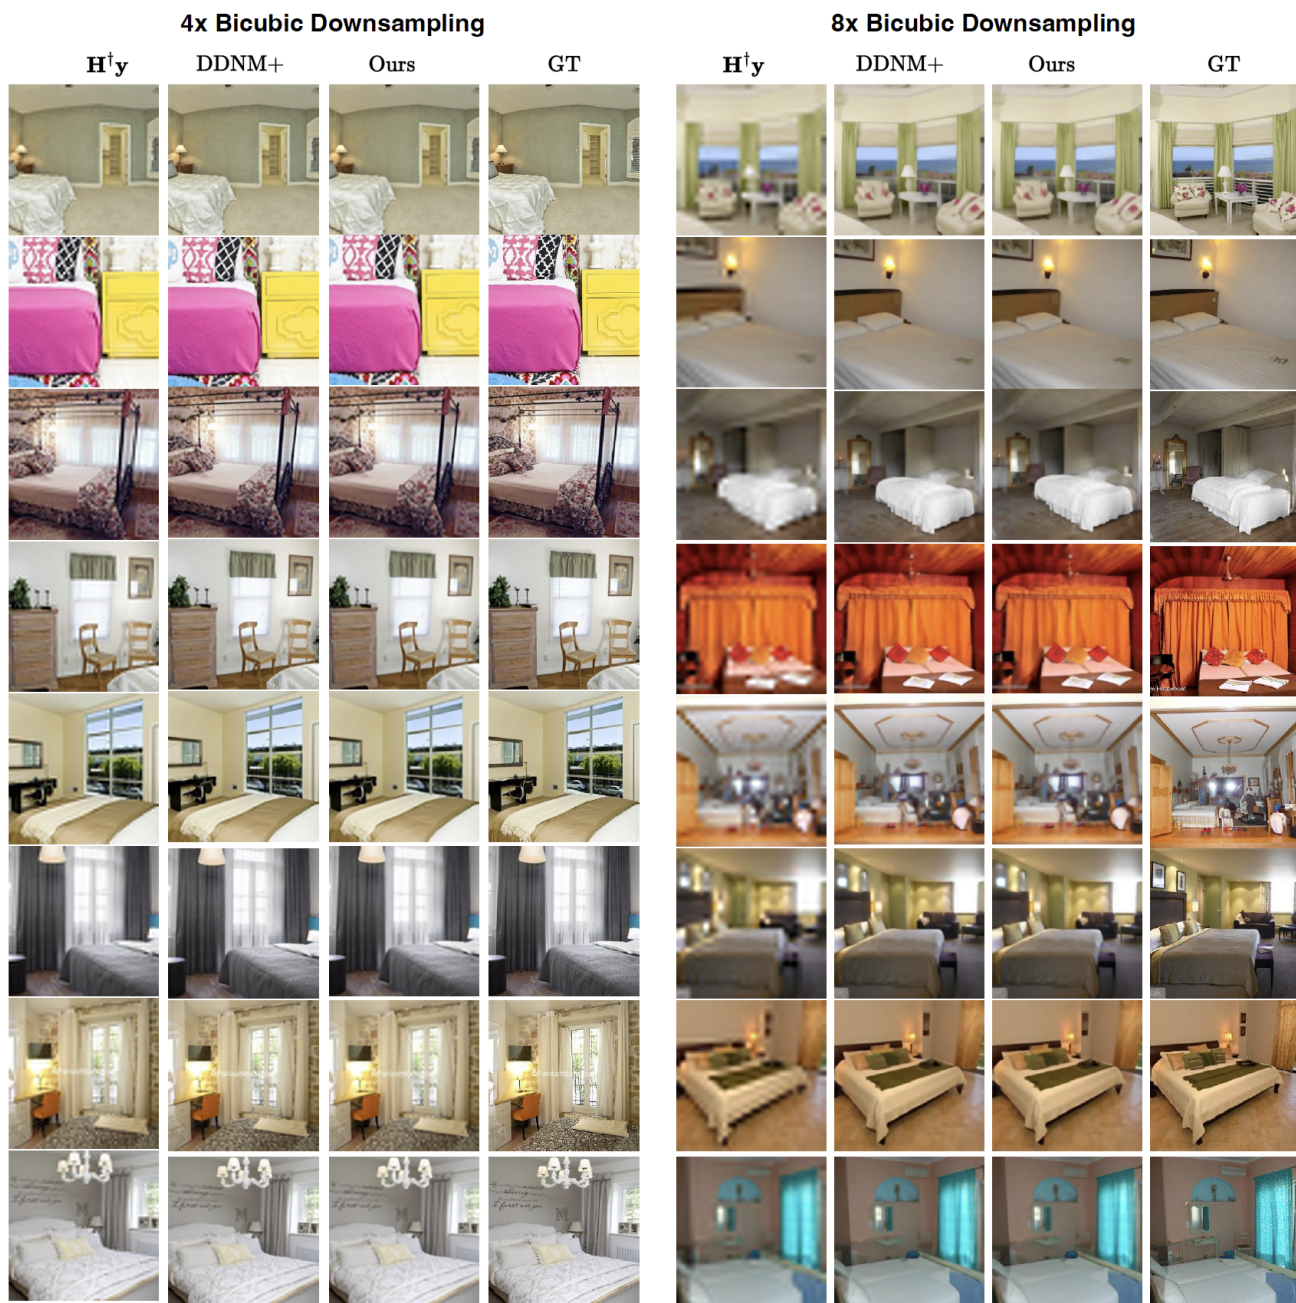 4x Bicubic Downsampling
8x Bicubic Downsampling
H†y DDNM+ Ours GT
H†y DDNM+ Ours GT